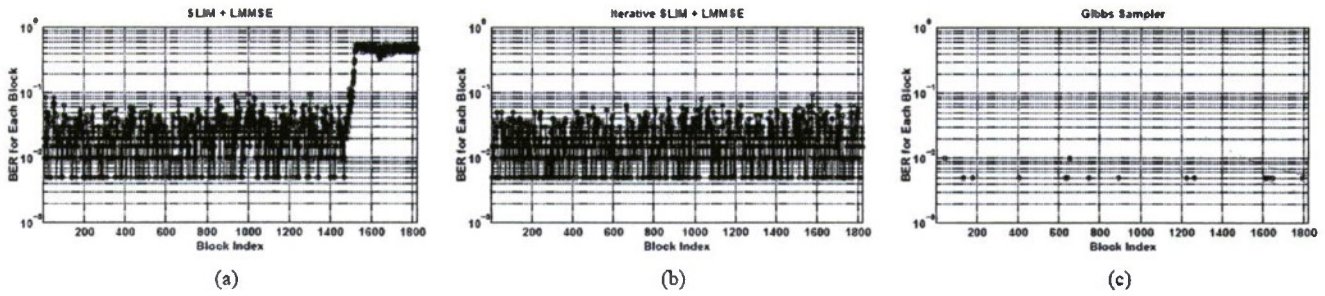 SLIM + LMMSE
BER for Each Block
10^0
10^-1
10^-2
10^-3
200 400 600 800 1000 1200 1400 1600 1800
Block Index
(a)
Iterative SLIM + LMMSE
BER for Each Block
10^0
10^-1
10^-2
10^-3
200 400 600 800 1000 1200 1400 1600 1800
Block Index
(b)
Gibbs Sampler
BER for Each Block
10^0
10^-1
10^-2
10^-3
200 400 600 800 1000 1200 1400 1600 1800
Block Index
(c)